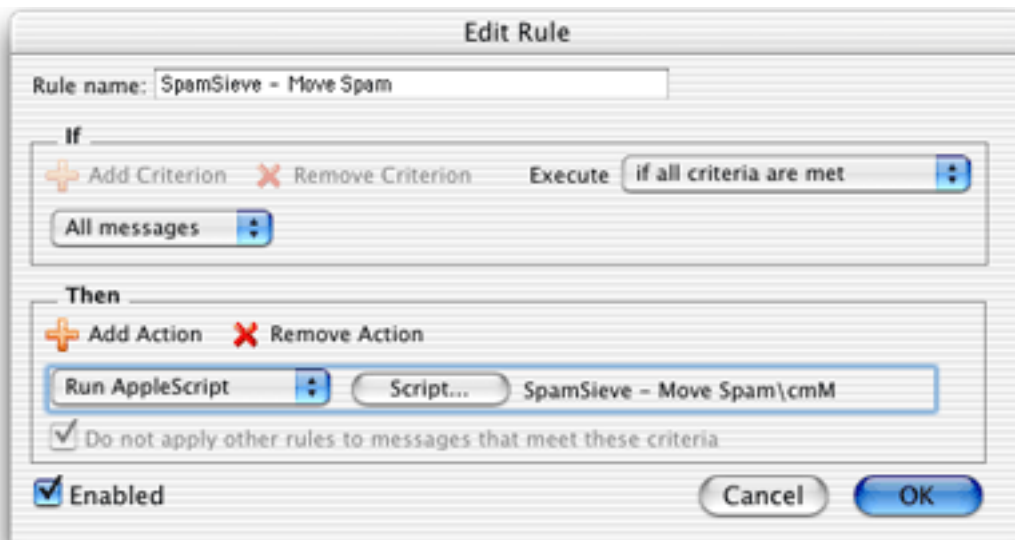 Edit Rule
Rule name: SpamSieve - Move Spam
If
Add Criterion Remove Criterion Execute if all criteria are met
All messages
Then
Add Action Remove Action
Run AppleScript Script... SpamSieve - Move Spam\cmM
Do not apply other rules to messages that meet these criteria
Enabled Cancel OK